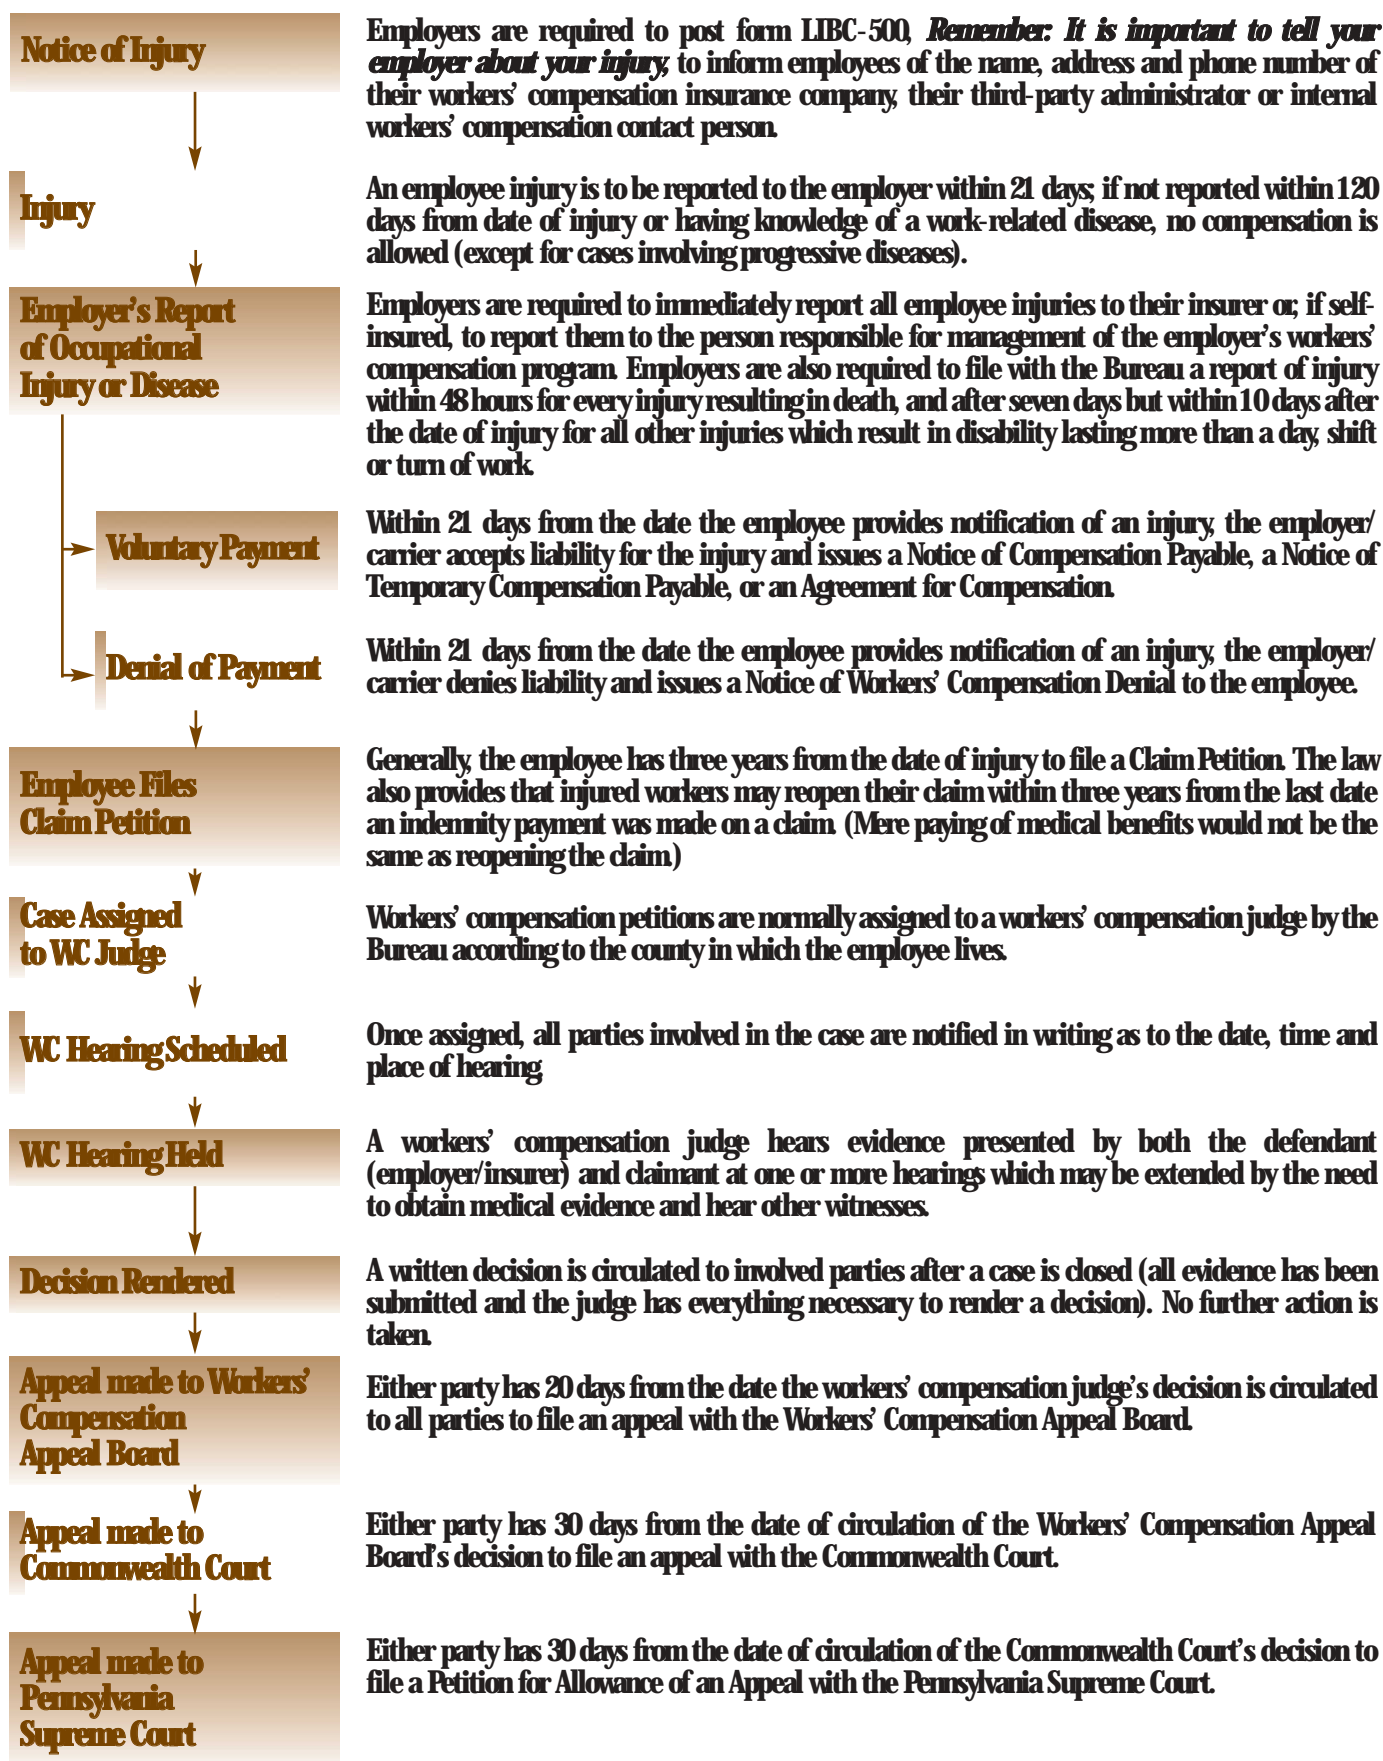 Notice of Injury
Employers are required to post form LIBC-500, Remember: It is important to tell your
employer about your injury, to inform employees of the name, address and phone number of
their workers' compensation insurance company, their third-party administrator or internal
workers' compensation contact person.
Injury
An employee injury is to be reported to the employer within 21 days; if not reported within 120
days from date of injury or having knowledge of a work-related disease, no compensation is
allowed (except for cases involving progressive diseases).
Employer's Report
of Occupational
Injury or Disease
Employers are required to immediately report all employee injuries to their insurer or, if self-
insured, to report them to the person responsible for management of the employer's workers'
compensation program. Employers are also required to file with the Bureau a report of injury
within 48 hours for every injury resulting in death, and after seven days but within 10 days after
the date of injury for all other injuries which result in disability lasting more than a day, shift
or turn of work.
Voluntary Payment
Within 21 days from the date the employee provides notification of an injury, the employer/
carrier accepts liability for the injury and issues a Notice of Compensation Payable, a Notice of
Temporary Compensation Payable, or an Agreement for Compensation.
Denial of Payment
Within 21 days from the date the employee provides notification of an injury, the employer/
carrier denies liability and issues a Notice of Workers' Compensation Denial to the employee.
Employee Files
Claim Petition
Generally, the employee has three years from the date of injury to file a Claim Petition. The law
also provides that injured workers may reopen their claim within three years from the last date
an indemnity payment was made on a claim. (Mere paying of medical benefits would not be the
same as reopening the claim.)
Case Assigned
to WC Judge
Workers' compensation petitions are normally assigned to a workers' compensation judge by the
Bureau according to the county in which the employee lives.
WC Hearing Scheduled
Once assigned, all parties involved in the case are notified in writing as to the date, time and
place of hearing.
WC Hearing Held
A workers' compensation judge hears evidence presented by both the defendant
(employer/insurer) and claimant at one or more hearings which may be extended by the need
to obtain medical evidence and hear other witnesses.
Decision Rendered
A written decision is circulated to involved parties after a case is closed (all evidence has been
submitted and the judge has everything necessary to render a decision). No further action is
taken.
Appeal made to Workers'
Compensation
Appeal Board
Either party has 20 days from the date the workers' compensation judge's decision is circulated
to all parties to file an appeal with the Workers' Compensation Appeal Board.
Appeal made to
Commonwealth Court
Either party has 30 days from the date of circulation of the Workers' Compensation Appeal
Board's decision to file an appeal with the Commonwealth Court.
Appeal made to
Pennsylvania
Supreme Court
Either party has 30 days from the date of circulation of the Commonwealth Court's decision to
file a Petition for Allowance of an Appeal with the Pennsylvania Supreme Court.